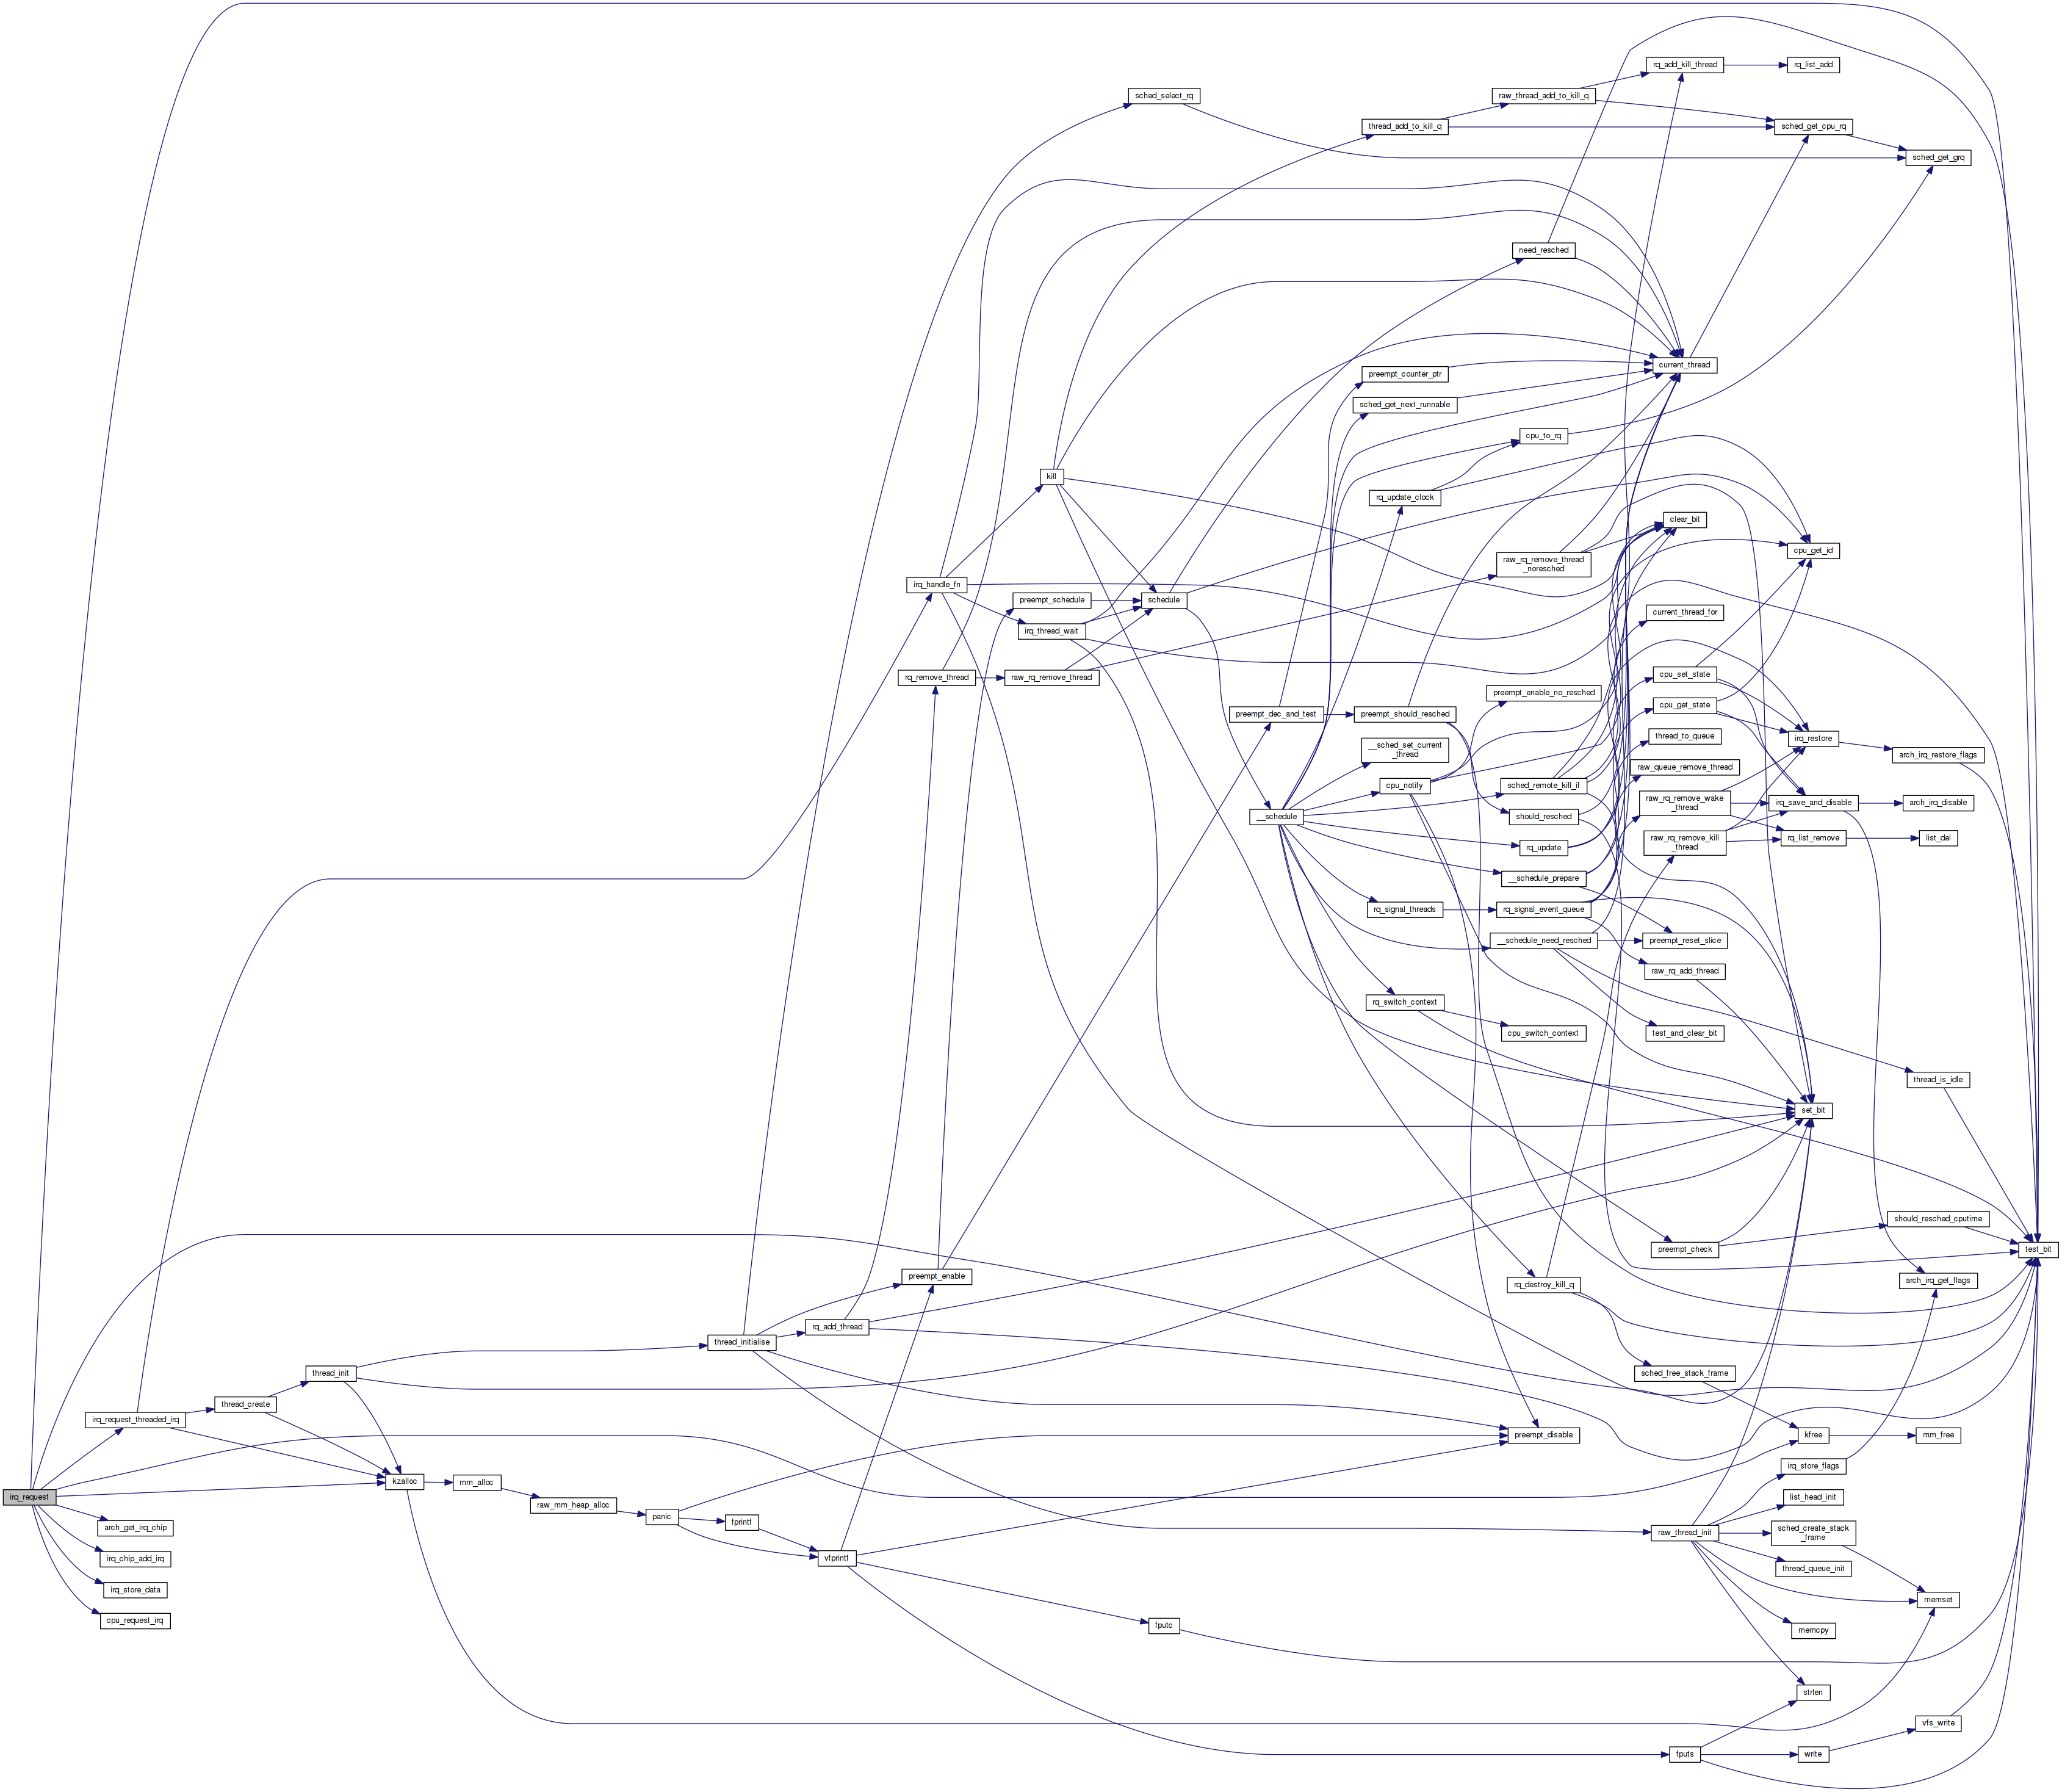 rq_add_kill_thread
rq_list_add
sched_select_rq
raw_thread_add_to_kill_q
thread_add_to_kill_q
sched_get_cpu_rq
sched_get_grq
need_resched
current_thread
preempt_counter_ptr
sched_get_next_runnable
cpu_to_rq
kill
rq_update_clock
clear_bit
cpu_get_id
raw_rq_remove_thread
_noresched
irq_handle_fn
preempt_schedule
schedule
current_thread_for
irq_thread_wait
rq_remove_thread
raw_rq_remove_thread
cpu_set_state
preempt_enable_no_resched
cpu_get_state
preempt_dec_and_test
preempt_should_resched
thread_to_queue
irq_restore
__sched_set_current
_thread
arch_irq_restore_flags
raw_queue_remove_thread
cpu_notify
sched_remote_kill_if
raw_rq_remove_wake
_thread
irq_save_and_disable
arch_irq_disable
__schedule
should_resched
raw_rq_remove_kill
_thread
rq_list_remove
list_del
rq_update
__schedule_prepare
rq_signal_threads
rq_signal_event_queue
__schedule_need_resched
preempt_reset_slice
raw_rq_add_thread
rq_switch_context
cpu_switch_context
test_and_clear_bit
thread_is_idle
set_bit
should_resched_cputime
preempt_check
test_bit
preempt_enable
rq_destroy_kill_q
arch_irq_get_flags
rq_add_thread
thread_initialise
thread_init
sched_free_stack_frame
thread_create
irq_request_threaded_irq
preempt_disable
kfree
mm_free
irq_store_flags
kzalloc
mm_alloc
irq_request
list_head_init
raw_mm_heap_alloc
panic
fprintf
arch_get_irq_chip
raw_thread_init
sched_create_stack
_frame
irq_chip_add_irq
vfprintf
thread_queue_init
irq_store_data
memset
cpu_request_irq
fputc
memcpy
strlen
vfs_write
fputs
write